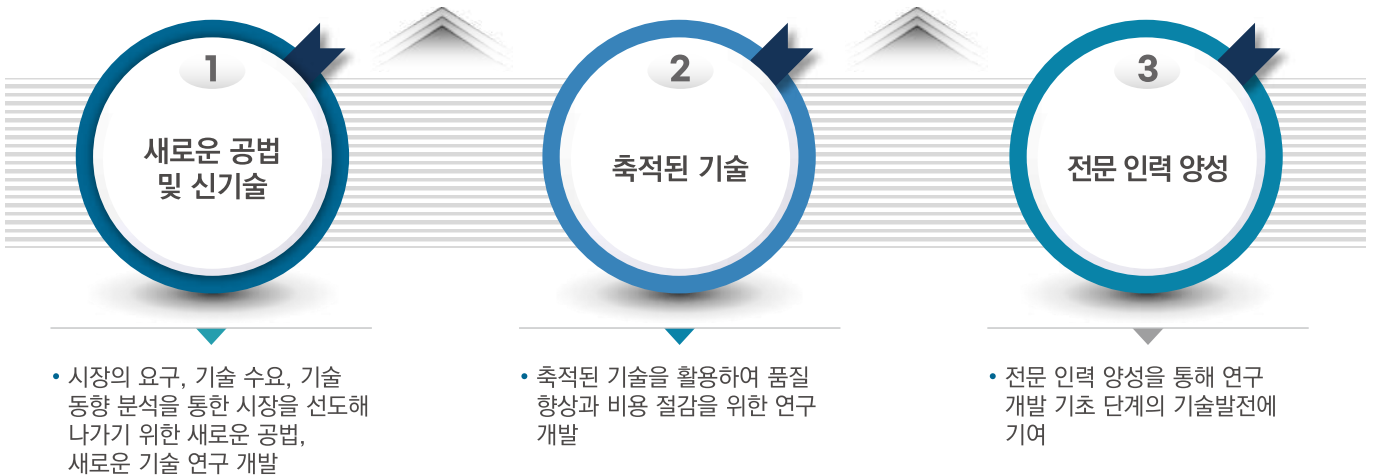 1
새로운 공법
및 신기술
• 시장의 요구, 기술 수요, 기술
동향 분석을 통한 시장을 선도해
나가기 위한 새로운 공법,
새로운 기술 연구 개발
2
축적된 기술
• 축적된 기술을 활용하여 품질
향상과 비용 절감을 위한 연구
개발
3
전문 인력 양성
• 전문 인력 양성을 통해 연구
개발 기초 단계의 기술발전에
기여